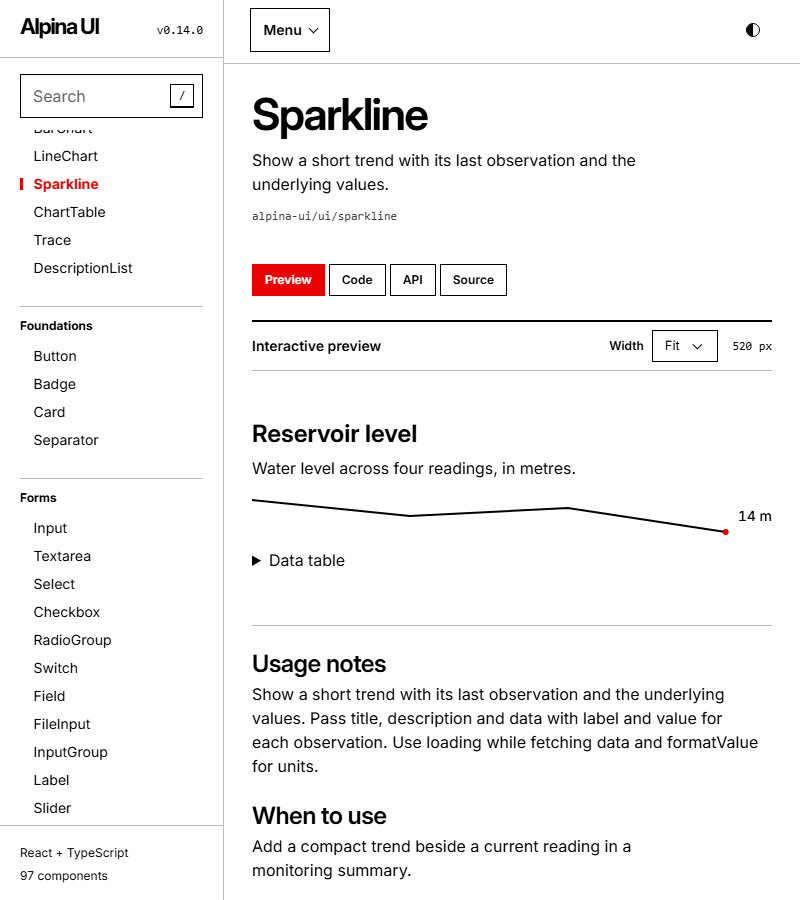 Alpina UI
v0.14.0
Search
/
BarChart
LineChart
Sparkline
ChartTable
Trace
DescriptionList
Foundations
Button
Badge
Card
Separator
Forms
Input
Textarea
Select
Checkbox
RadioGroup
Switch
Field
FileInput
InputGroup
Label
Slider
React + TypeScript
97 components
Menu
Sparkline
Show a short trend with its last observation and the
underlying values.
alpina-ui/ui/sparkline
Preview
Code
API
Source
Interactive preview
Width
Fit
520 px
Reservoir level
Water level across four readings, in metres.
14 m
Data table
Usage notes
Show a short trend with its last observation and the underlying
values. Pass title, description and data with label and value for
each observation. Use loading while fetching data and formatValue
for units.
When to use
Add a compact trend beside a current reading in a
monitoring summary.